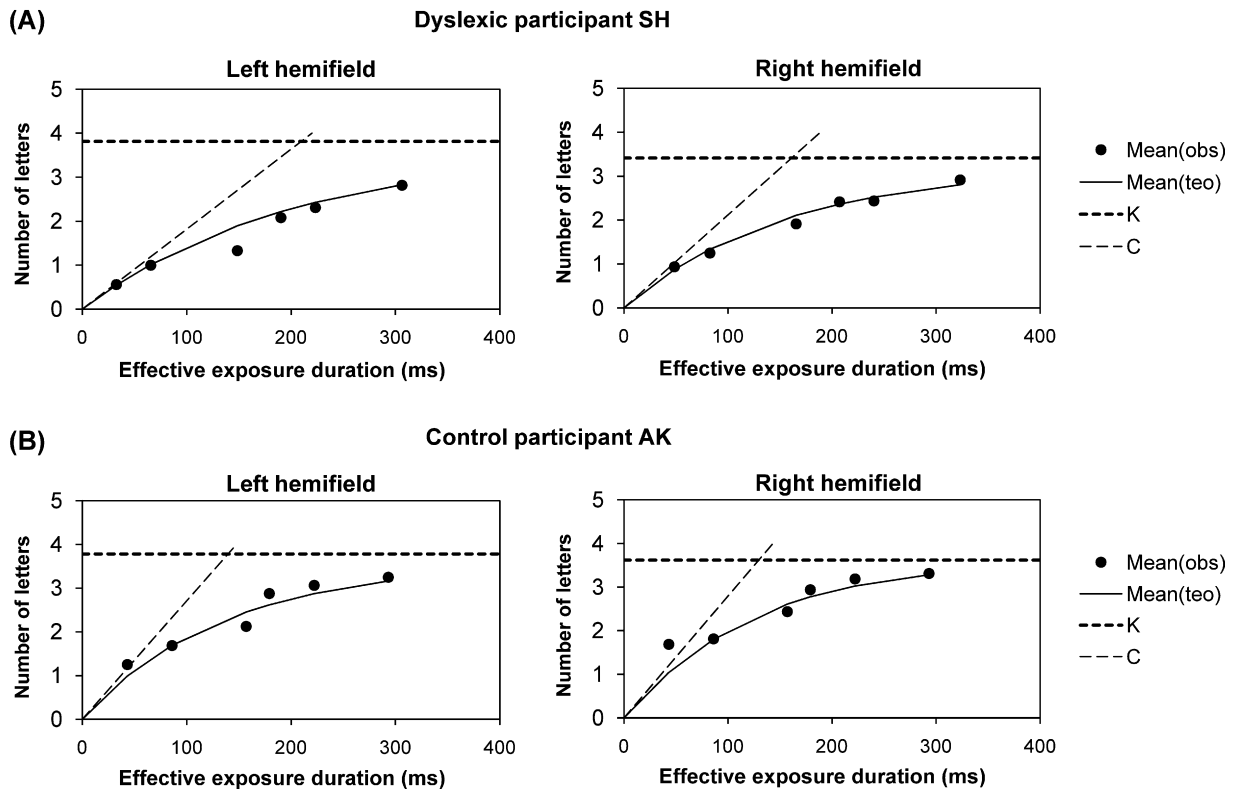 (A)
Dyslexic participant SH
Left hemifield
Right hemifield
5
4
3
2
1
0
Number of letters
0 100 200 300 400
Effective exposure duration (ms)
5
4
3
2
1
0
Number of letters
0 100 200 300 400
Effective exposure duration (ms)
Mean(obs)
Mean(teo)
K
C
(B)
Control participant AK
Left hemifield
Right hemifield
5
4
3
2
1
0
Number of letters
0 100 200 300 400
Effective exposure duration (ms)
5
4
3
2
1
0
Number of letters
0 100 200 300 400
Effective exposure duration (ms)
Mean(obs)
Mean(teo)
K
C